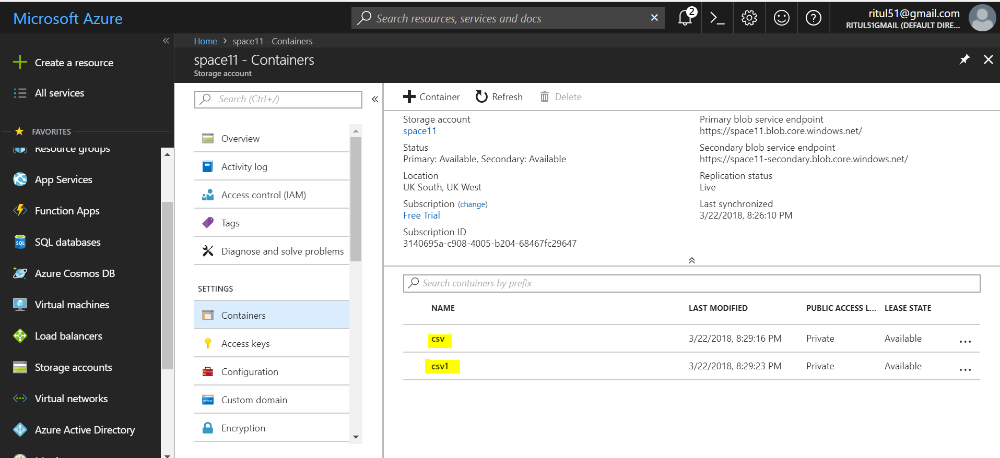 Microsoft Azure
Search resources, services and docs
2
ritul51@gmail.com
RITUL51GMAIL (DEFAULT DIRE...
Home > space11 - Containers
space11 - Containers
Storage account
Create a resource
All services
FAVORITES
Resource groups
App Services
Function Apps
SQL databases
Azure Cosmos DB
Virtual machines
Load balancers
Storage accounts
Virtual networks
Azure Active Directory
Search (Ctrl+/)
Overview
Activity log
Access control (IAM)
Tags
Diagnose and solve problems
SETTINGS
Containers
Access keys
Configuration
Custom domain
Encryption
Container Refresh Delete
Storage account
space11
Status
Primary: Available, Secondary: Available
Location
UK South, UK West
Subscription (change)
Free Trial
Subscription ID
3140695a-c908-4005-b204-68467fc29647
Primary blob service endpoint
https://space11.blob.core.windows.net/
Secondary blob service endpoint
https://space11-secondary.blob.core.windows.net/
Replication status
Live
Last synchronized
3/22/2018, 8:26:10 PM
Search containers by prefix
NAME LAST MODIFIED PUBLIC ACCESS L... LEASE STATE
csv 3/22/2018, 8:29:16 PM Private Available ...
csv1 3/22/2018, 8:29:23 PM Private Available ...